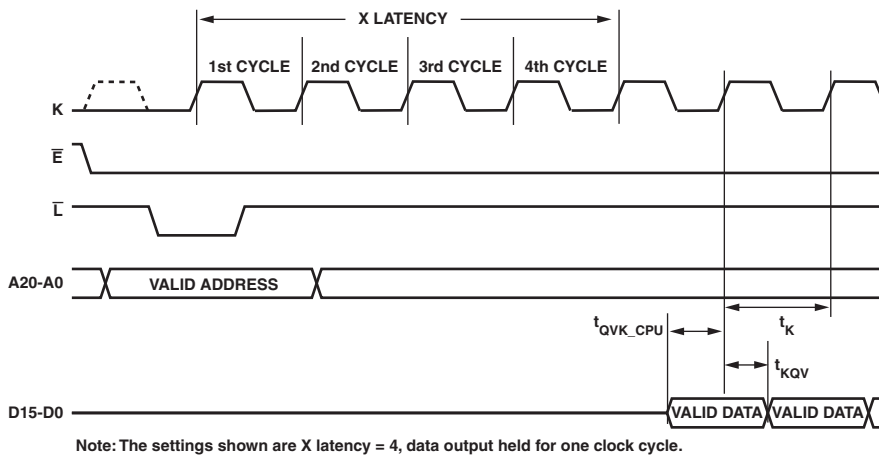 X LATENCY
1st CYCLE 2nd CYCLE 3rd CYCLE 4th CYCLE
K
E
L
A20-A0 VALID ADDRESS
tQVK_CPU tK
tKQV
D15-D0 VALID DATA VALID DATA
Note: The settings shown are X latency = 4, data output held for one clock cycle.